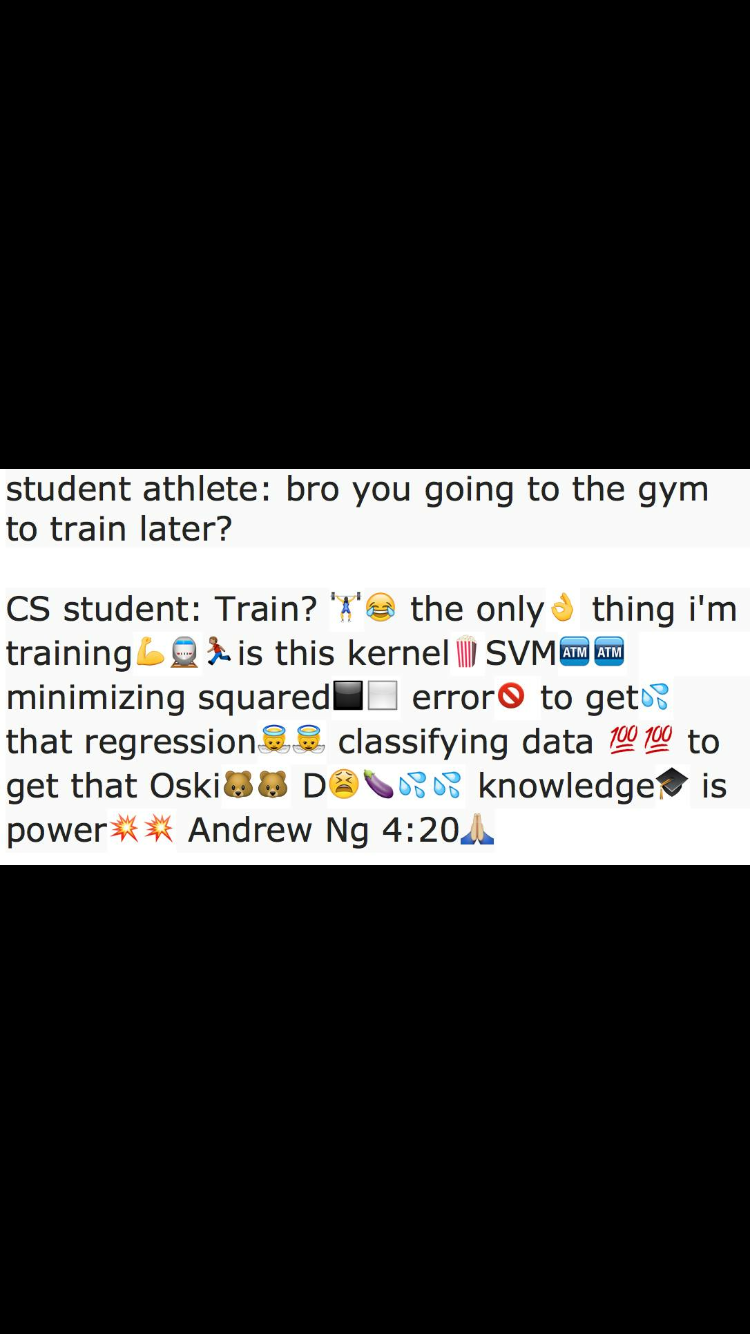 student athlete: bro you going to the gym
to train later?
CS student: Train? 🏋😂 the only👌 thing i'm
training💪🚊🏃is this kernel🍿SVM🏧🏧
minimizing squared⬛⬜ error🚫 to get💦
that regression👼👼 classifying data 💯💯 to
get that Oski🐻🐻 D😫🍆💦💦 knowledge🎓 is
power💥💥 Andrew Ng 4:20🙏🏼